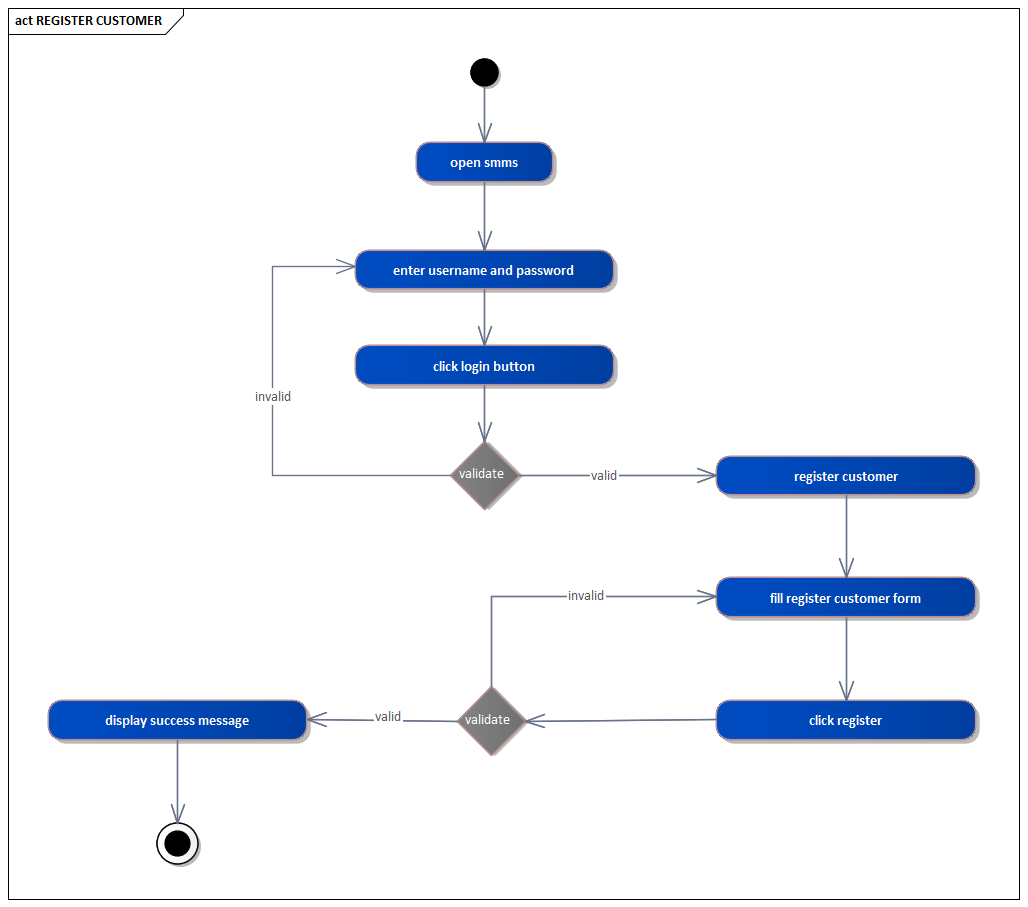 act REGISTER CUSTOMER
open smms
enter username and password
click login button
invalid
validate
valid
register customer
invalid
fill register customer form
display success message
valid
validate
click register